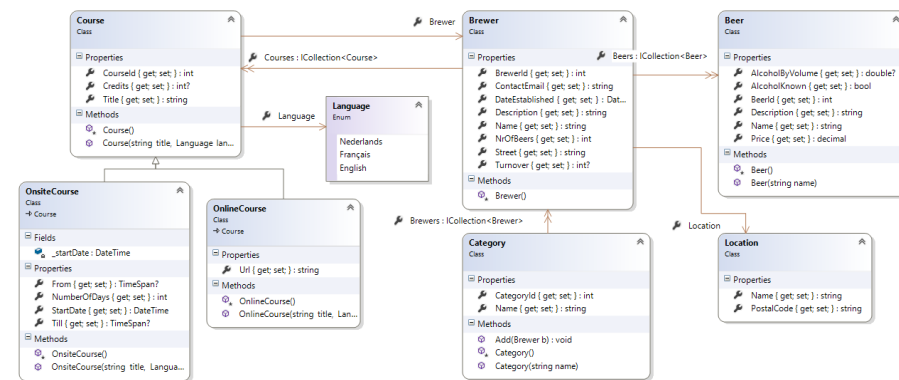 Course
Class
Properties
CourseId { get; set; } : int
Credits { get; set; } : int?
Title { get; set; } : string
Methods
Course()
Course(string title, Language lan...
Brewer
Courses : ICollection<Course>
Language
Language
Enum
Nederlands
Français
English
Brewer
Class
Properties
BrewerId { get; set; } : int
ContactEmail { get; set; } : string
DateEstablished { get; set; } : Dat...
Description { get; set; } : string
Name { get; set; } : string
NrOfBeers { get; set; } : int
Street { get; set; } : string
Turnover { get; set; } : int?
Methods
Brewer()
Beers : ICollection<Beer>
Beer
Class
Properties
AlcoholByVolume { get; set; } : double?
AlcoholKnown { get; set; } : bool
BeerId { get; set; } : int
Description { get; set; } : string
Name { get; set; } : string
Price { get; set; } : decimal
Methods
Beer()
Beer(string name)
OnsiteCourse
Class
Course
Fields
_startDate : DateTime
Properties
From { get; set; } : TimeSpan?
NumberOfDays { get; set; } : int
StartDate { get; set; } : DateTime
Till { get; set; } : TimeSpan?
Methods
OnsiteCourse()
OnsiteCourse(string title, Langua...
OnlineCourse
Class
Course
Properties
Url { get; set; } : string
Methods
OnlineCourse()
OnlineCourse(string title, Lan...
Brewers : ICollection<Brewer>
Location
Category
Class
Properties
CategoryId { get; set; } : int
Name { get; set; } : string
Methods
Add(Brewer b) : void
Category()
Category(string name)
Location
Class
Properties
Name { get; set; } : string
PostalCode { get; set; } : string